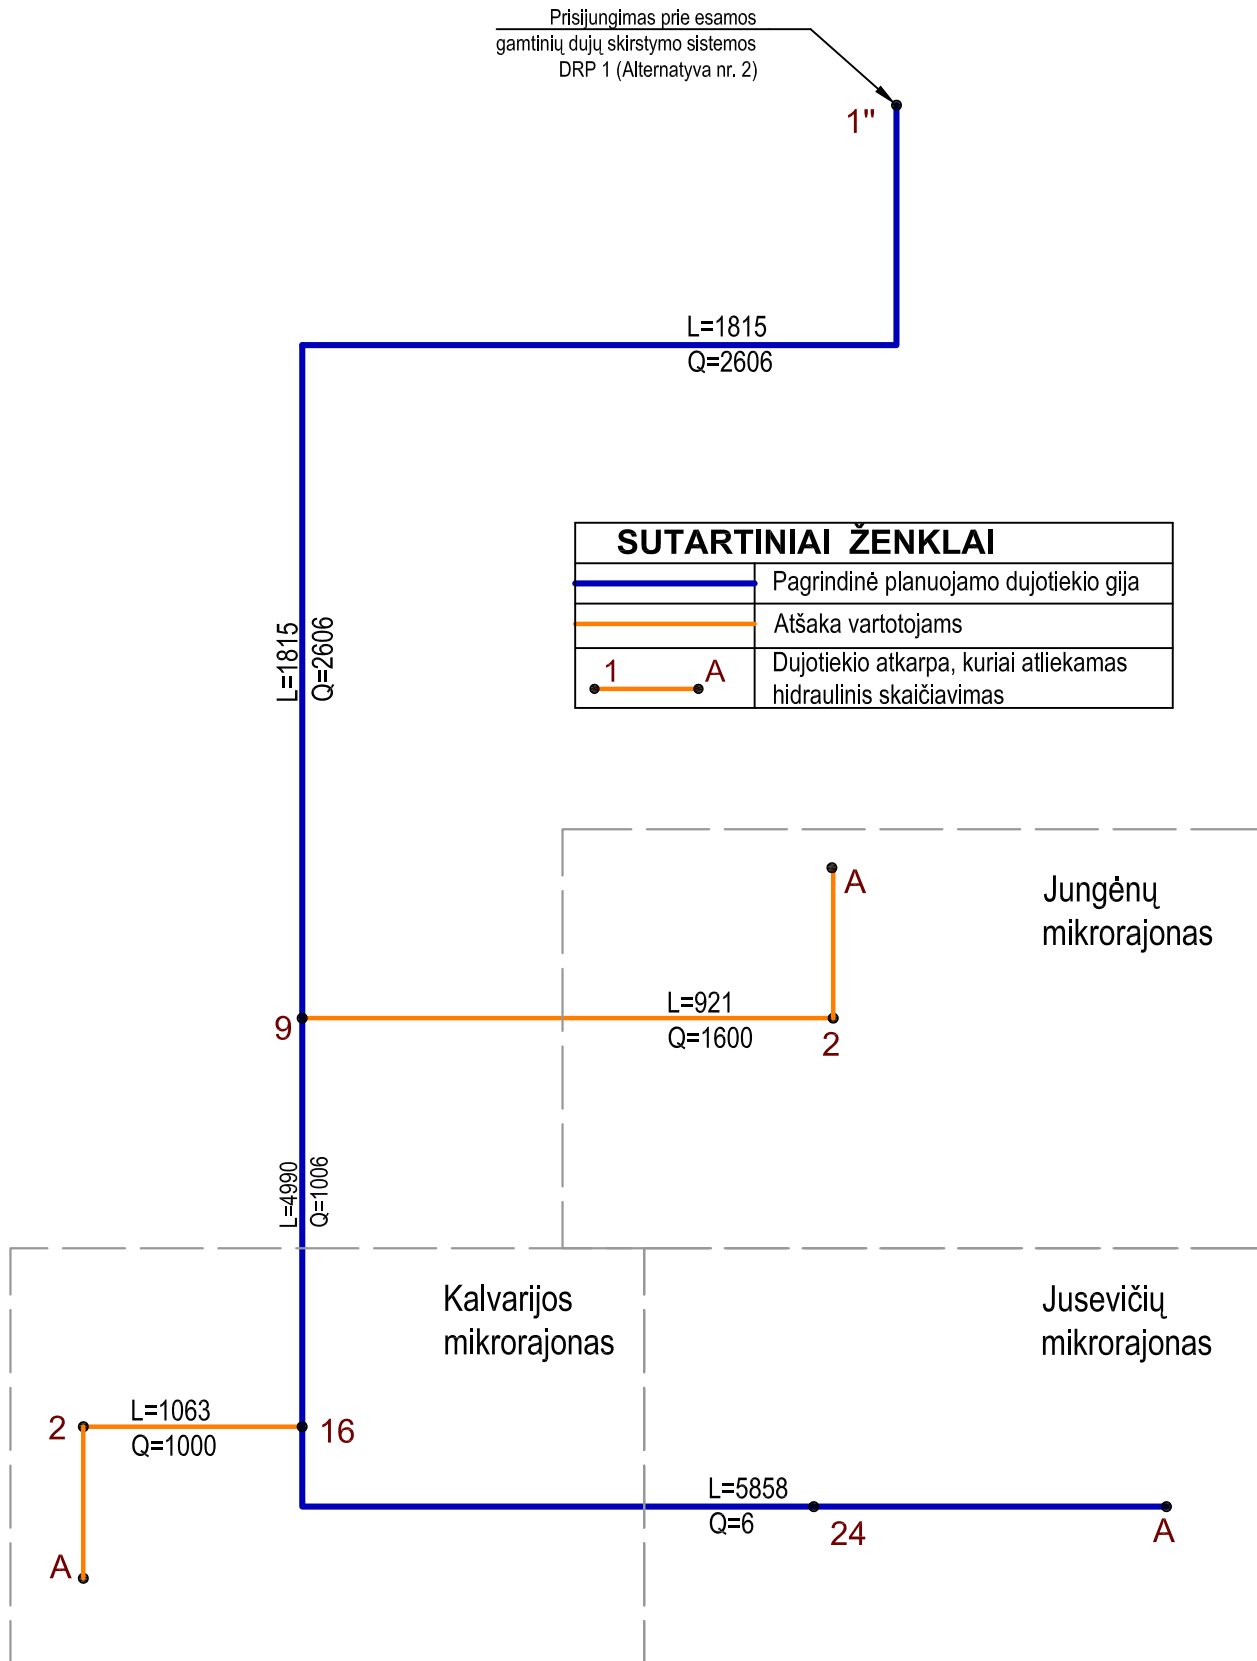 Prisijungimas prie esamos
gamtinių dujų skirstymo sistemos
DRP 1 (Alternatyva nr. 2)
1"
L=1815
Q=2606
SUTARTINIAI ŽENKLAI
Pagrindinė planuojamo dujotiekio gija
Atšaka vartotojams
1 A
Dujotiekio atkarpa, kuriai atliekamas
hidraulinis skaičiavimas
L=1815
Q=2606
A
Jungėnų
mikrorajonas
L=921
Q=1600
9
2
L=4990
Q=1006
Kalvarijos
mikrorajonas
Jusevičių
mikrorajonas
L=1063
Q=1000
2
16
A
L=5858
Q=6
24
A